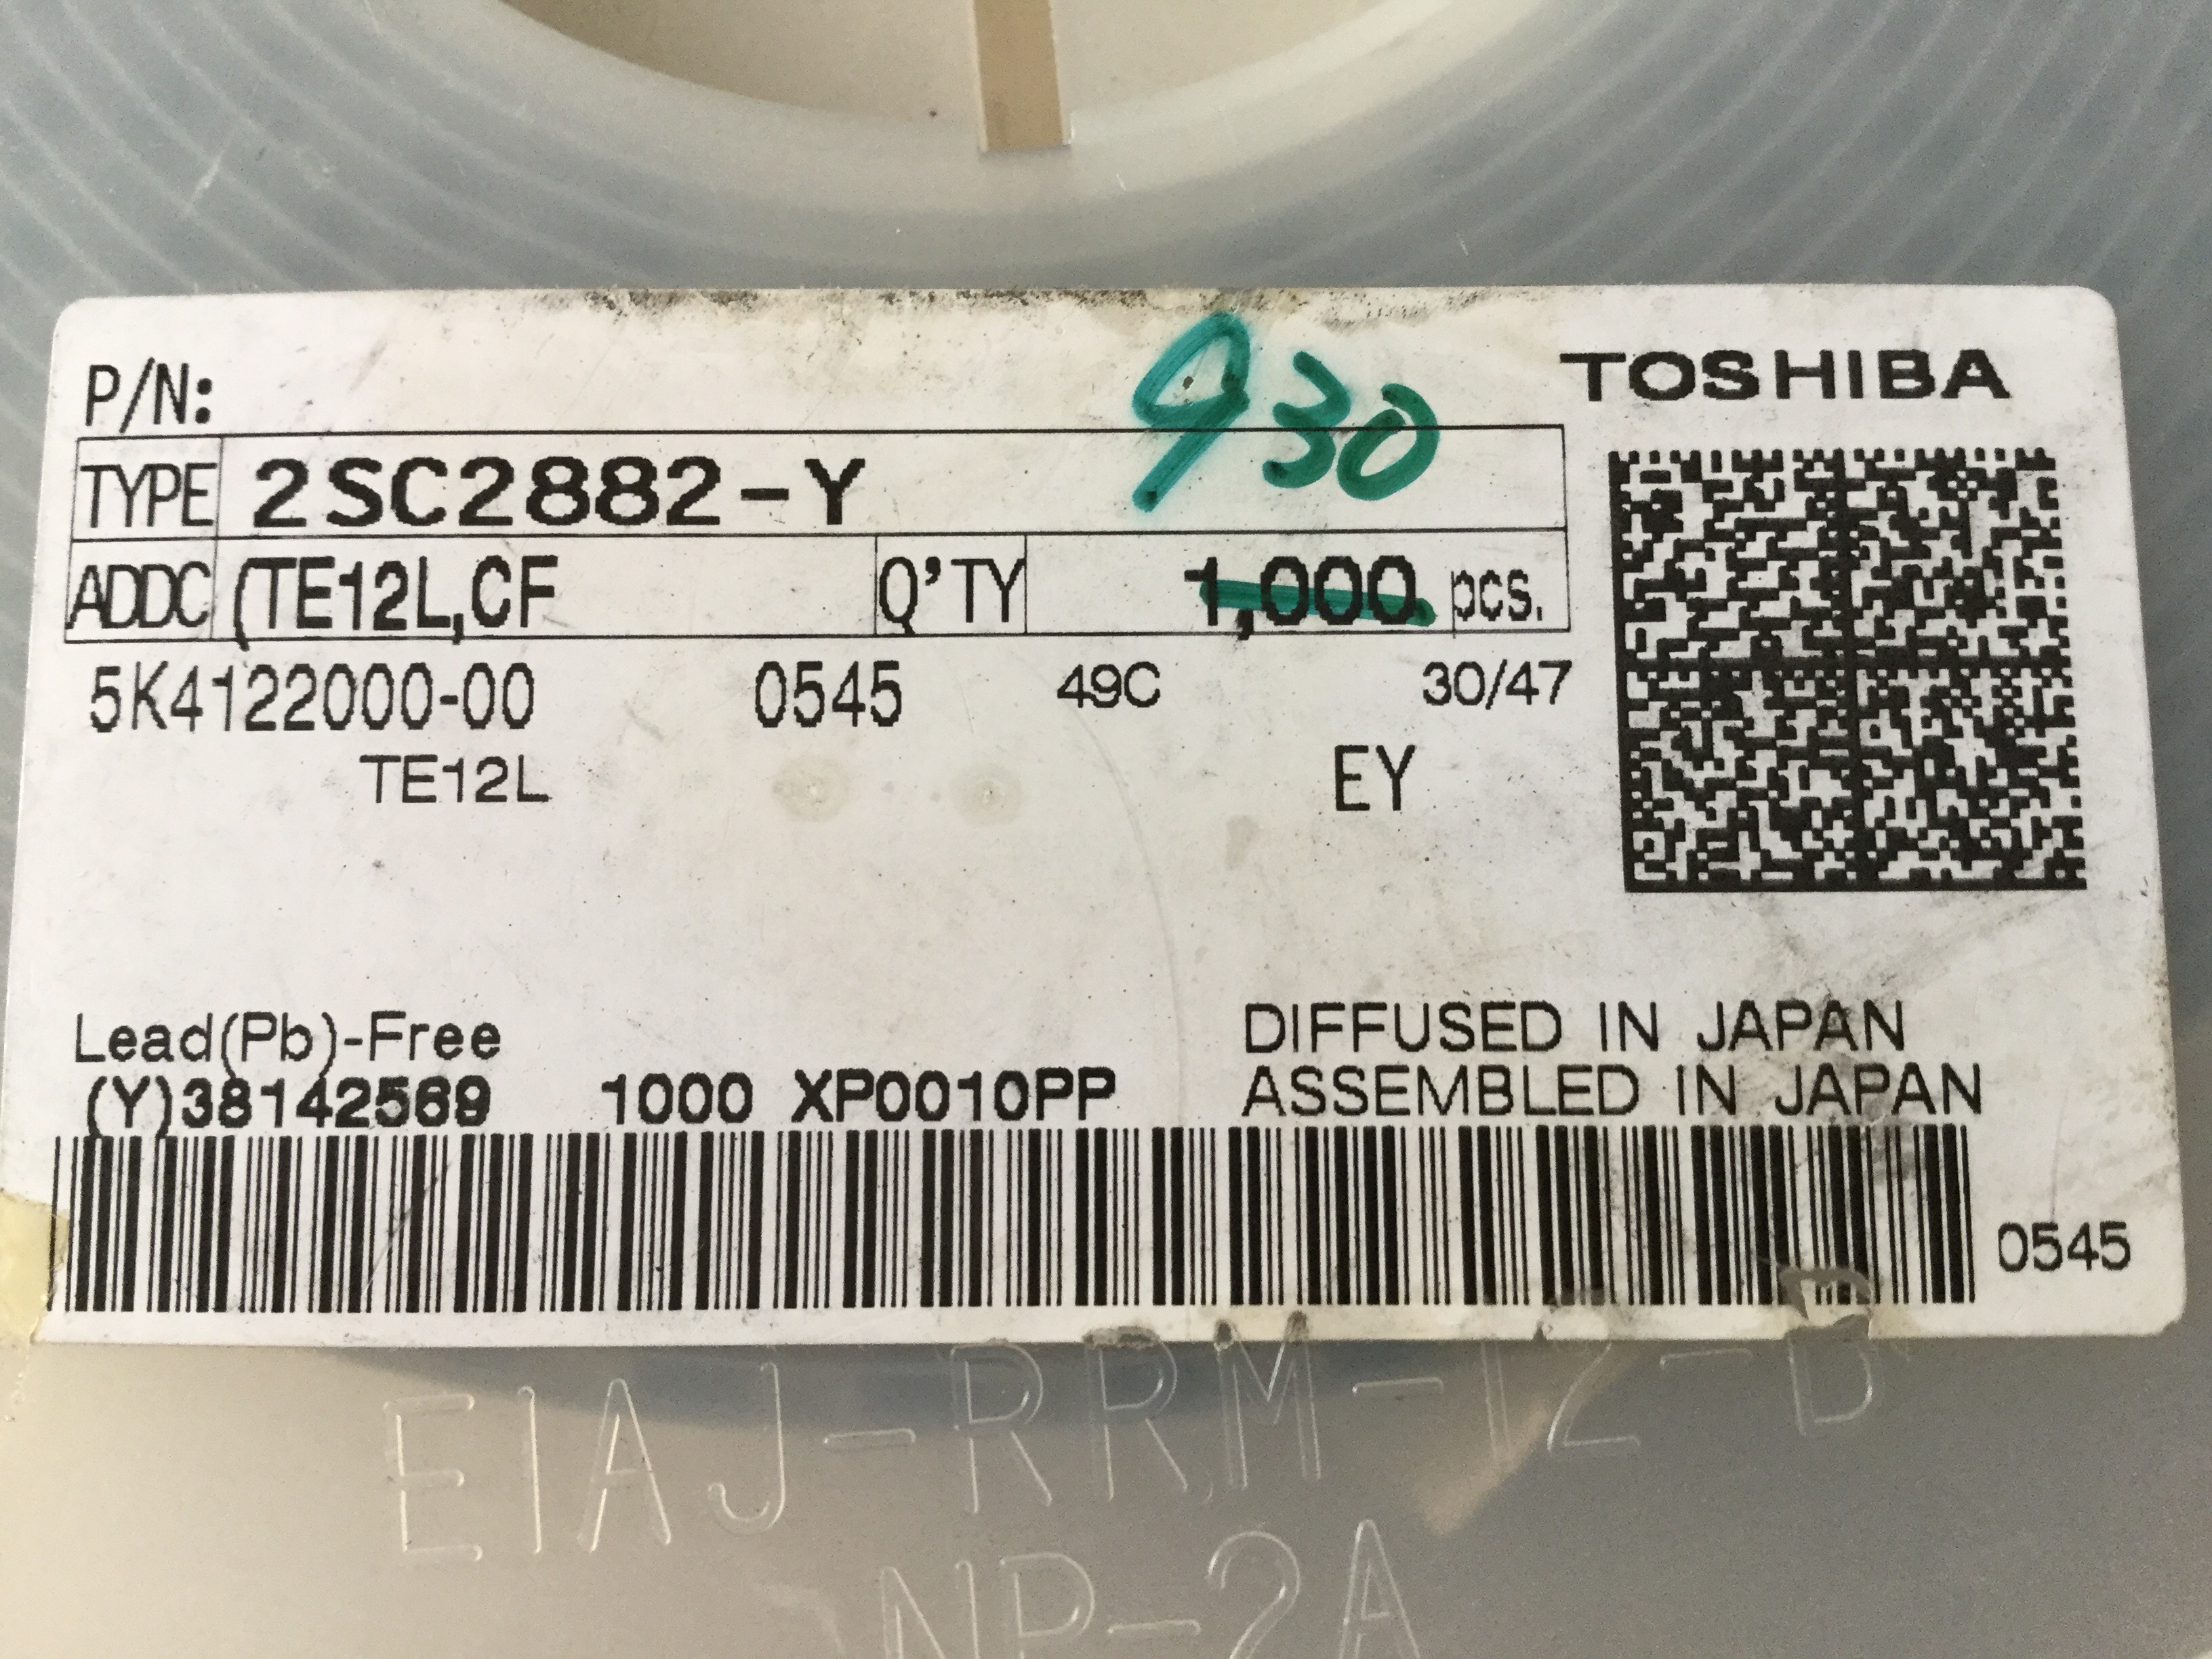 930
P/N:
TOSHIBA
TYPE 2SC2882-Y
ADDC (TE12L,CF Q'TY 1,000 pcs.
5K4122000-00 0545 49C 30/47
TE12L EY
Lead(Pb)-Free DIFFUSED IN JAPAN
(Y)38142569 1000 XP0010PP ASSEMBLED IN JAPAN
0545
EIAJ-RRM-12-D
NP-2A